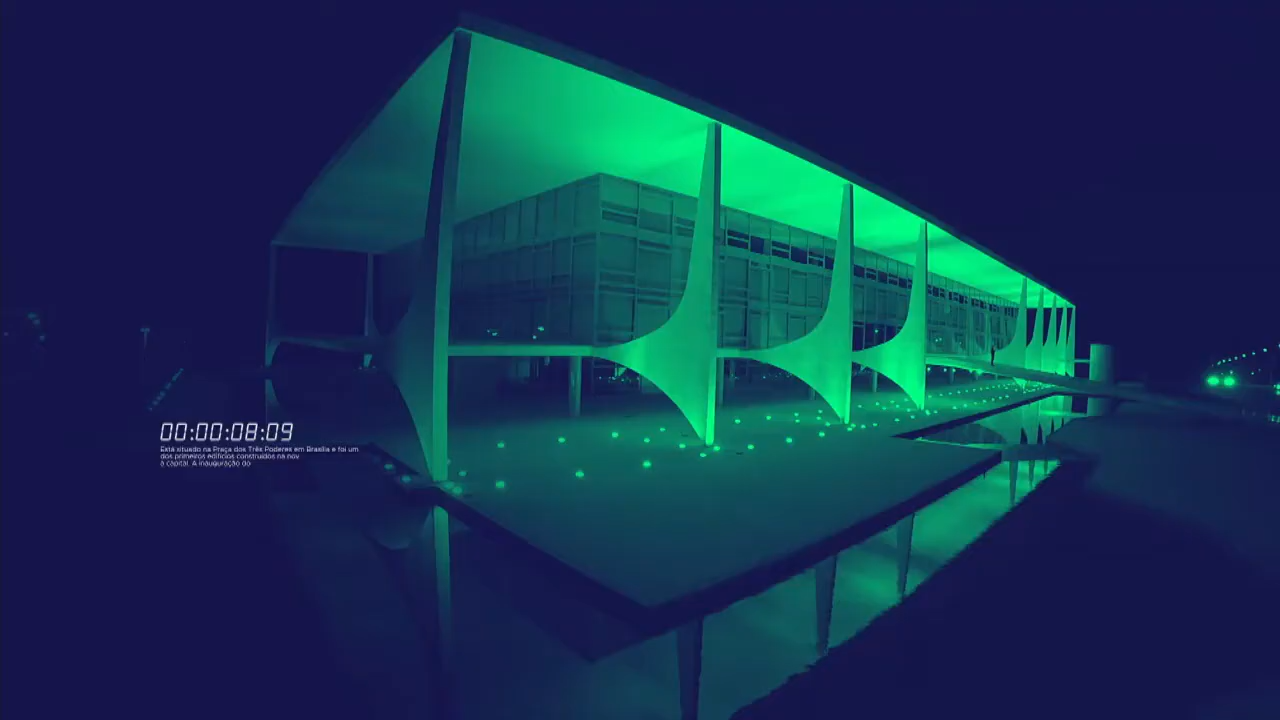 00:00:08:09
Está situado na Praça dos Três Poderes em Brasília e foi um
dos primeiros edifícios construídos na nov
a capital. A inauguração do